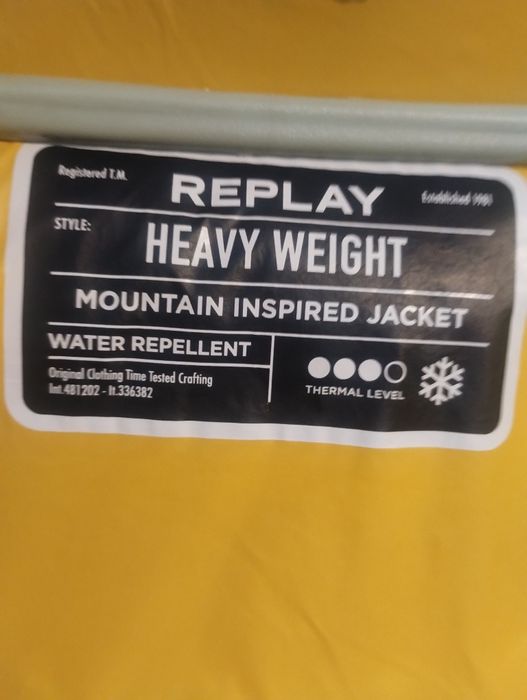 Registered T.M.
REPLAY
Established 1981
STYLE:
HEAVY WEIGHT
MOUNTAIN INSPIRED JACKET
WATER REPELLENT
Original Clothing Time Tested Crafting
Int.481202 - It.336382
THERMAL LEVEL